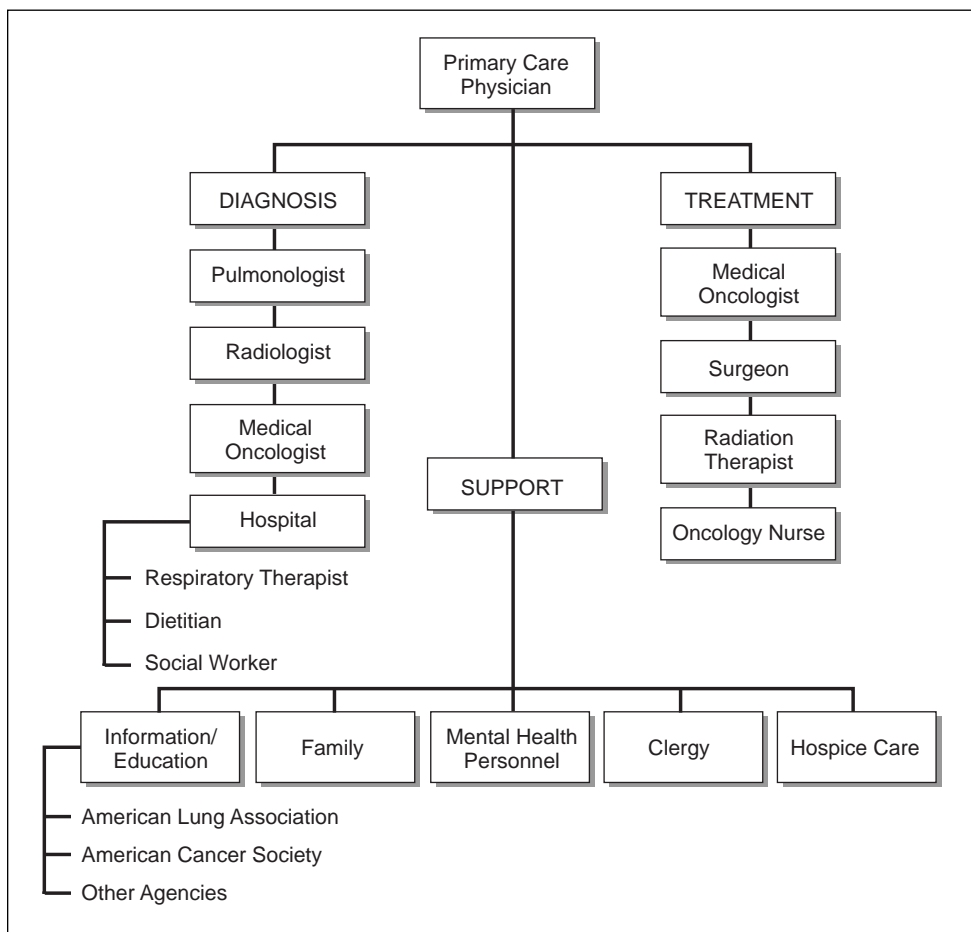 Primary Care
Physician
DIAGNOSIS
Pulmonologist
Radiologist
Medical
Oncologist
Hospital
Respiratory Therapist
Dietitian
Social Worker
TREATMENT
Medical
Oncologist
Surgeon
Radiation
Therapist
Oncology Nurse
SUPPORT
Information/
Education
American Lung Association
American Cancer Society
Other Agencies
Family
Mental Health
Personnel
Clergy
Hospice Care